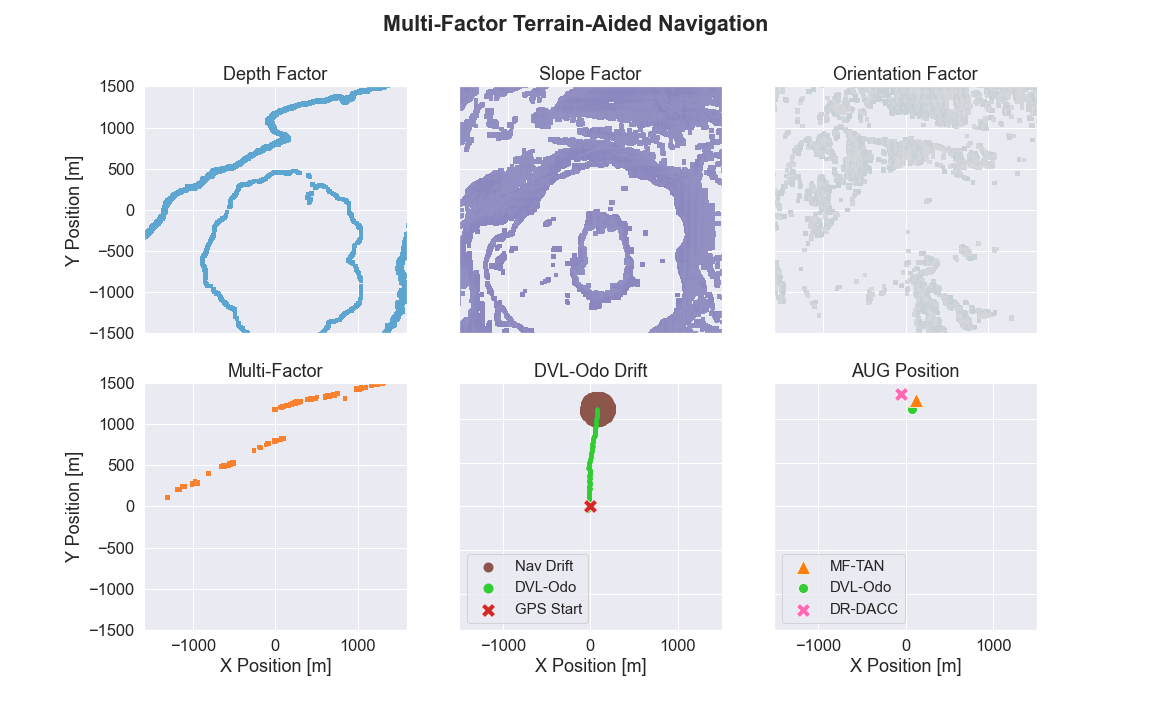 Multi-Factor Terrain-Aided Navigation
Depth Factor
Slope Factor
Orientation Factor
1500
1000
500
0
−500
−1000
−1500
Y Position [m]
Multi-Factor
DVL-Odo Drift
AUG Position
1500
1000
500
0
−500
−1000
−1500
Y Position [m]
Nav Drift
DVL-Odo
GPS Start
MF-TAN
DVL-Odo
DR-DACC
−1000 0 1000
−1000 0 1000
−1000 0 1000
X Position [m]
X Position [m]
X Position [m]